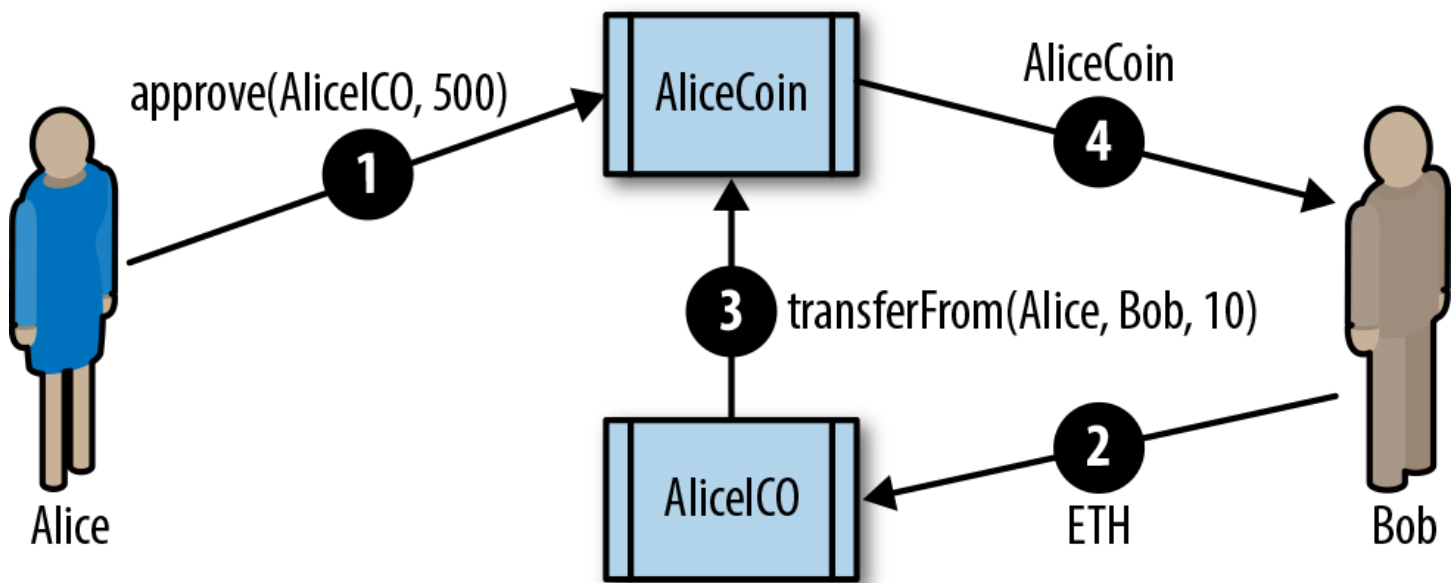 approve(AliceICO, 500)
1
AliceCoin
AliceCoin
4
3
transferFrom(Alice, Bob, 10)
AliceICO
2
ETH
Alice
Bob